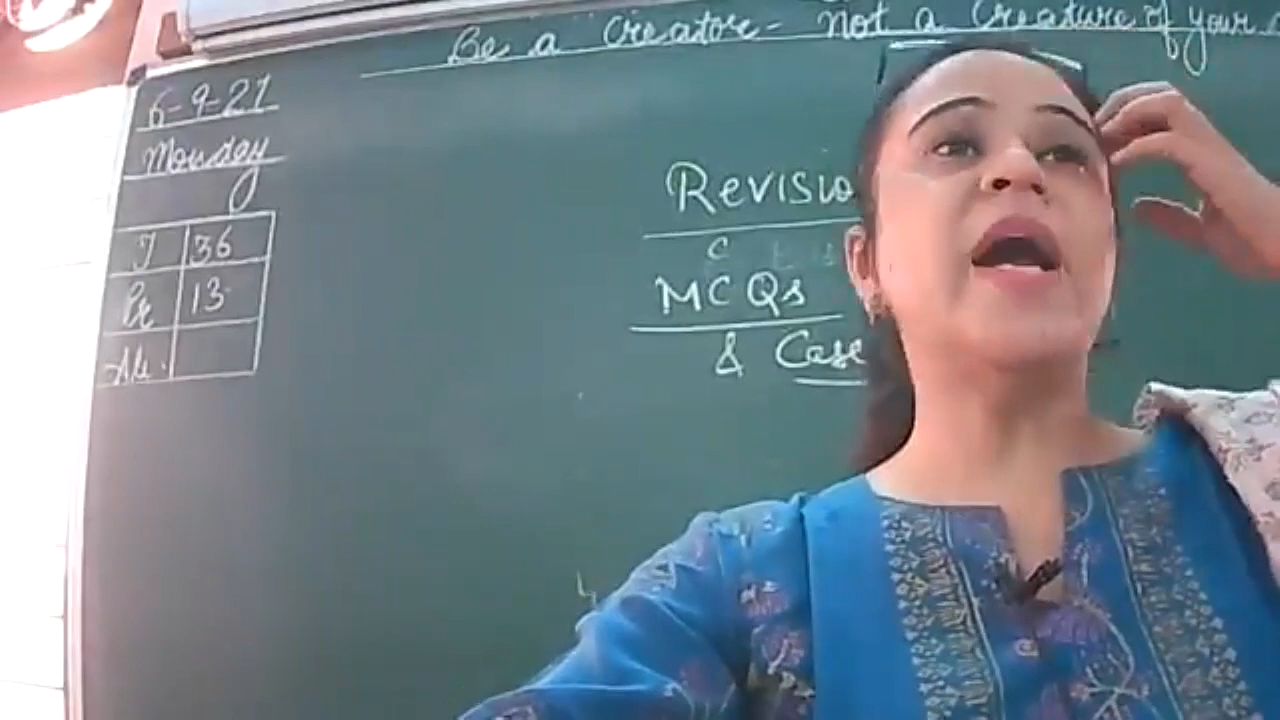 Be a Creator - Not a Creature of your
6-9-21
Monday
T 36
Pr 13
Ab.
Revisio
MCQs
& Case